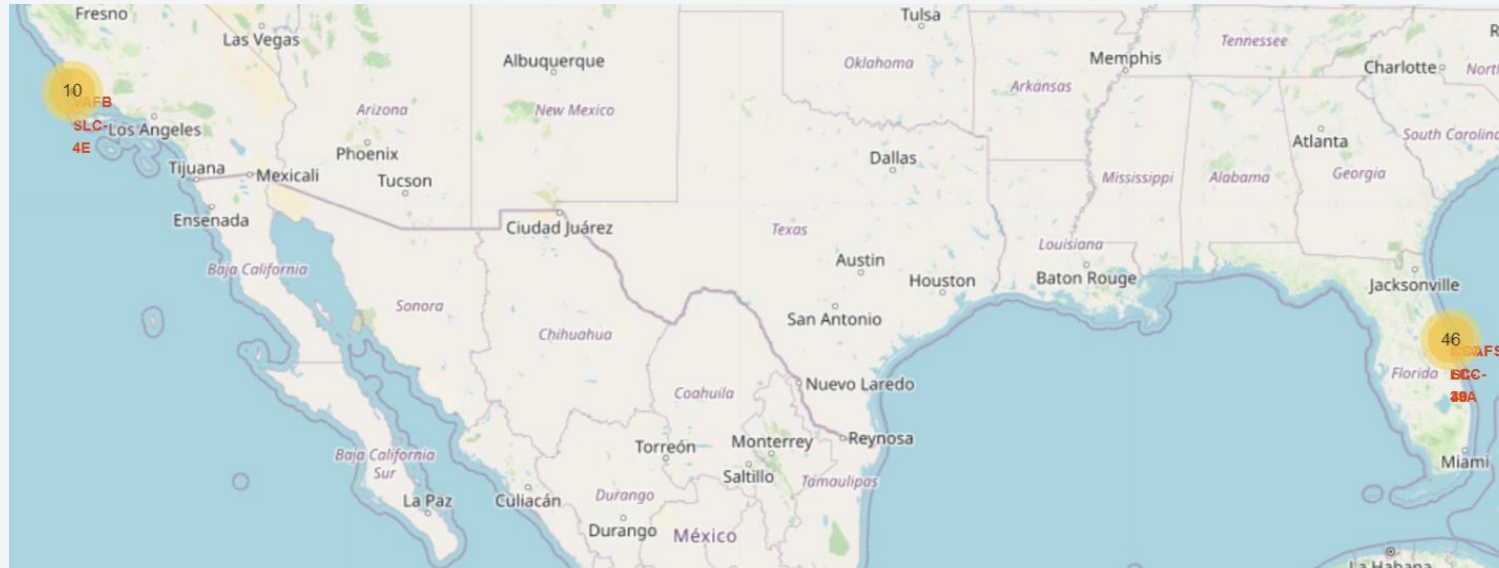 Fresno
Tulsa
Las Vegas
Tennessee
Albuquerque
Oklahoma
Memphis
Charlotte
10
VAFB
SLC-
4E
Los Angeles
Arizona
New Mexico
Arkansas
Atlanta
South Carolina
Phoenix
Dallas
Tijuana
Mexicali
Tucson
Mississippi
Alabama
Georgia
Ensenada
Ciudad Juárez
Texas
Louisiana
Baja California
Austin
Houston
Baton Rouge
Jacksonville
Sonora
Chihuahua
San Antonio
46
Florida
Coahuila
Nuevo Laredo
Torreón
Monterrey
Reynosa
Baja California
Sur
Saltillo
Tamaulipas
Miami
La Paz
Culiacán
Durango
Durango
México
La Habana